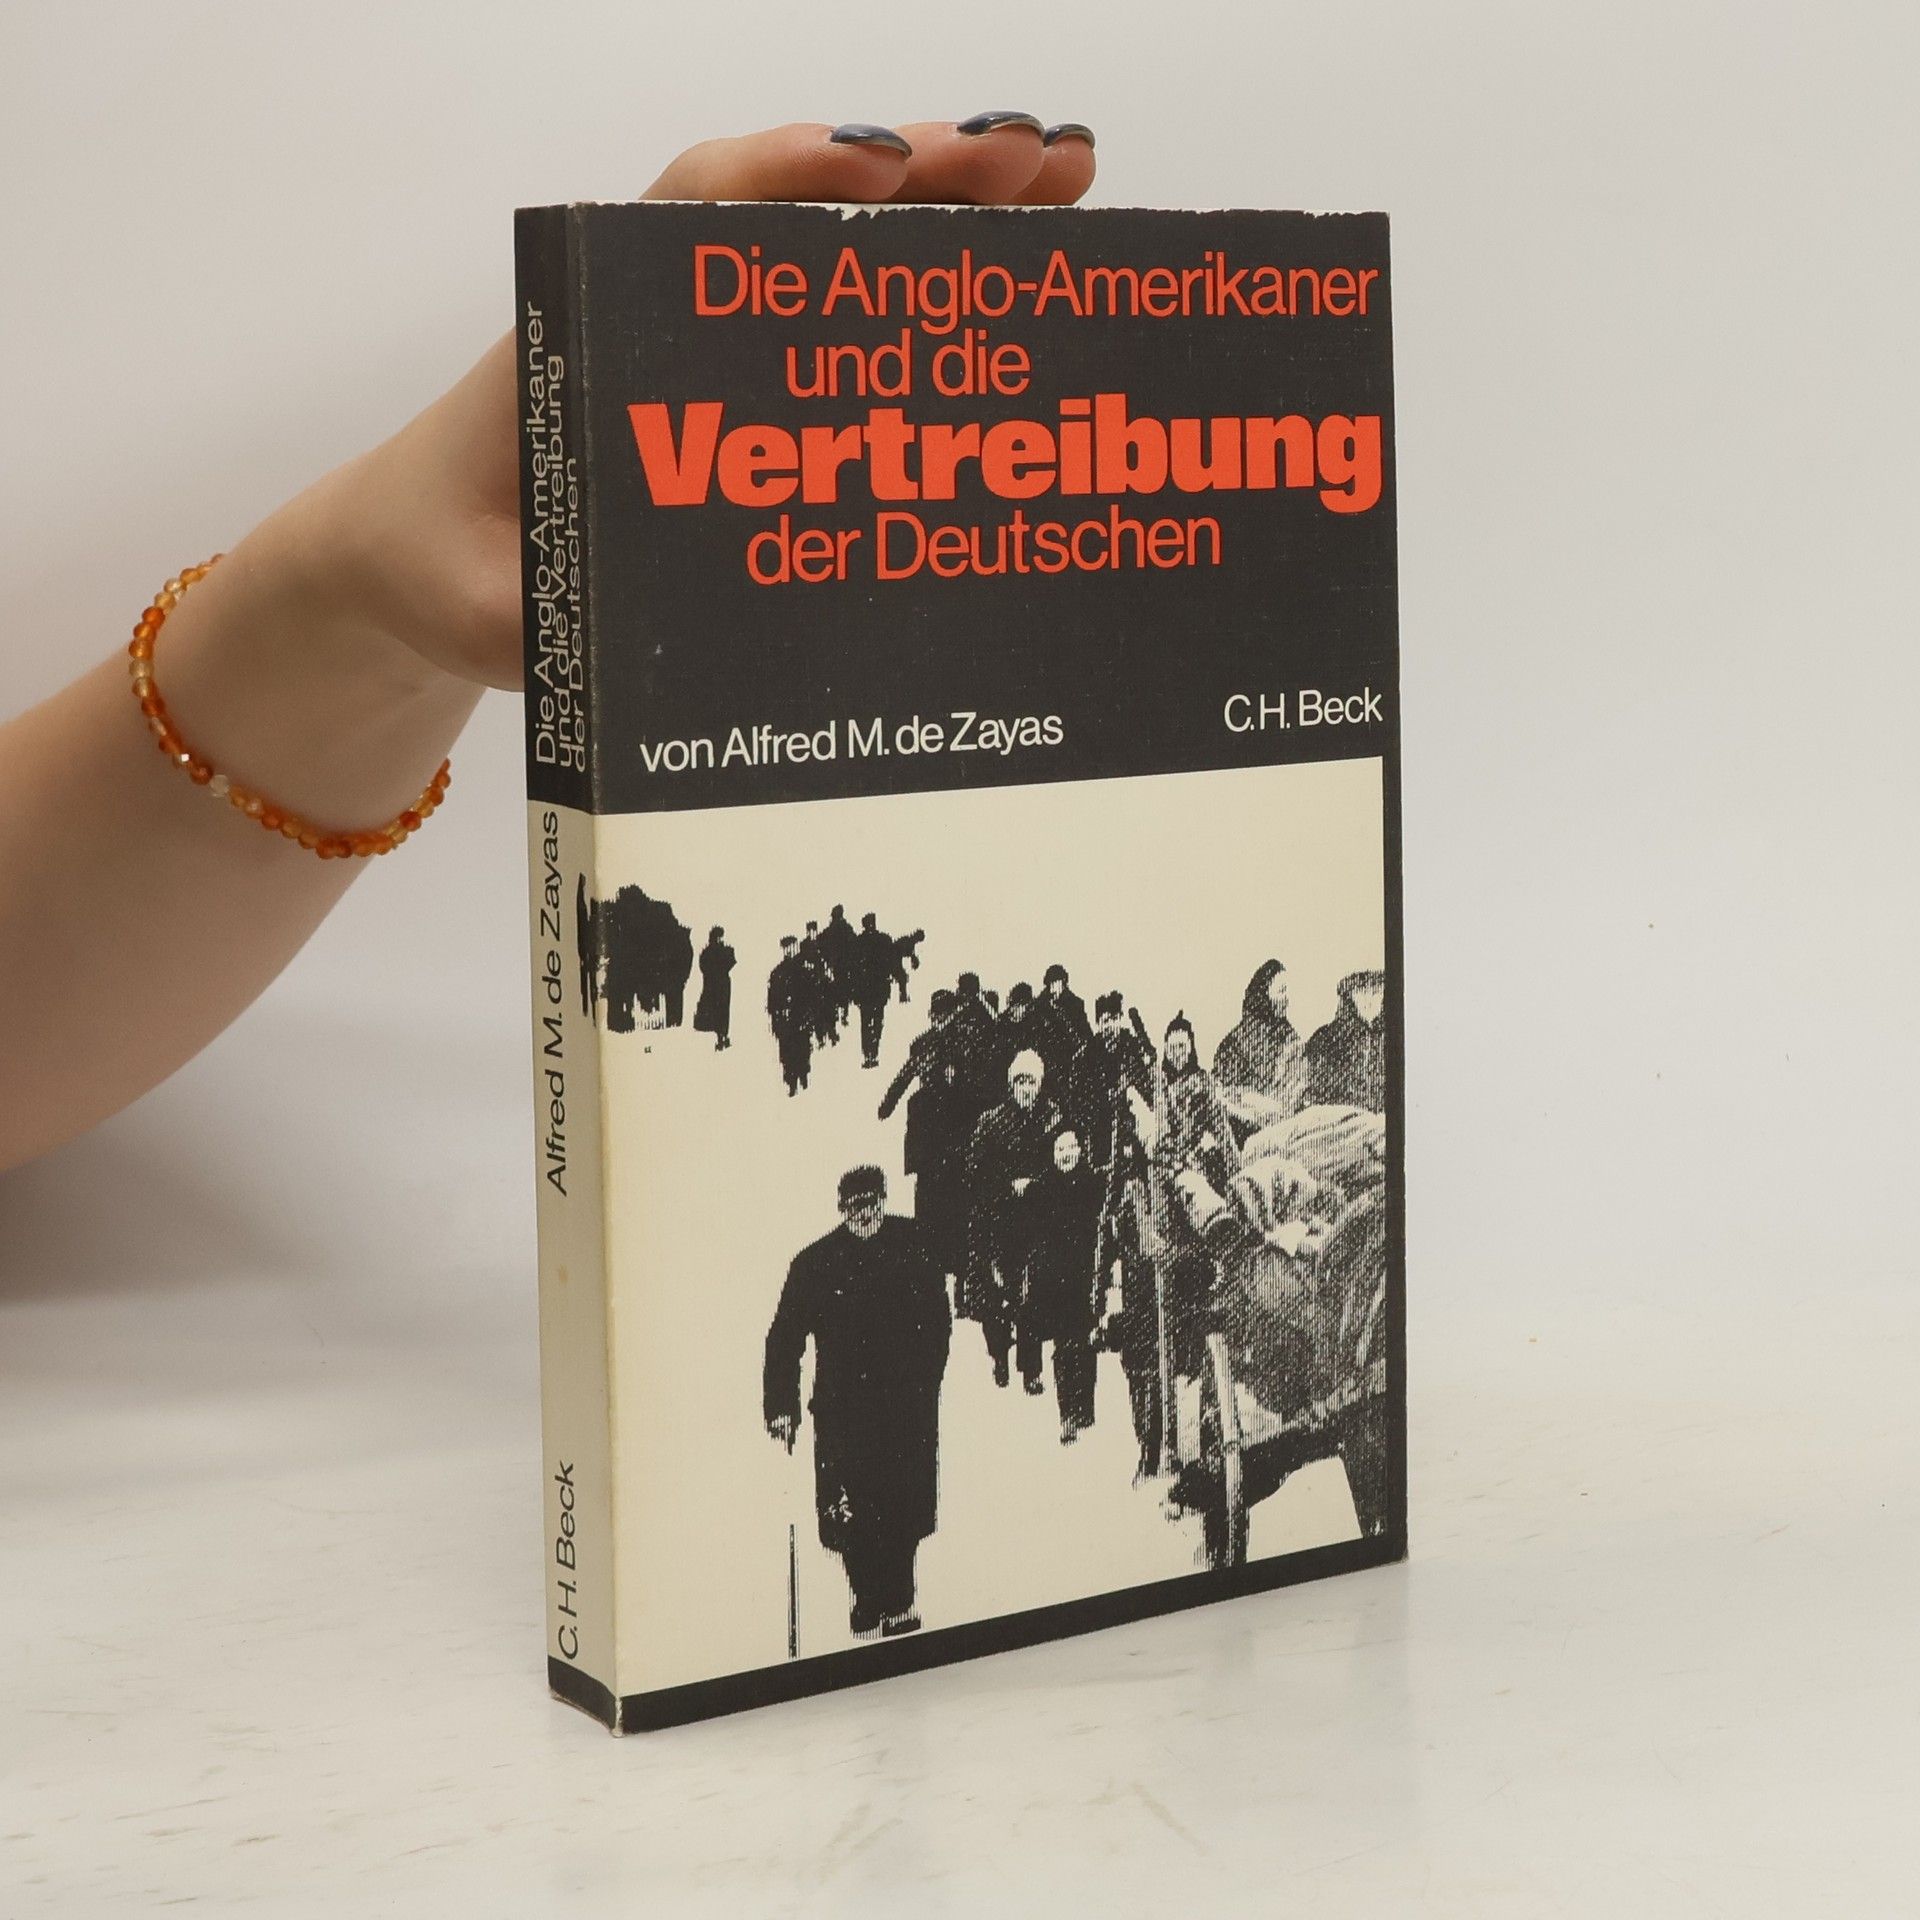 Die Anglo-Amerikaner
und die
Vertreibung
der Deutschen
von Alfred M. de Zayas
C.H. Beck
Die Anglo-Amerikaner
und die Vertreibung
der Deutschen
Alfred M. de Zayas
C. H. Beck